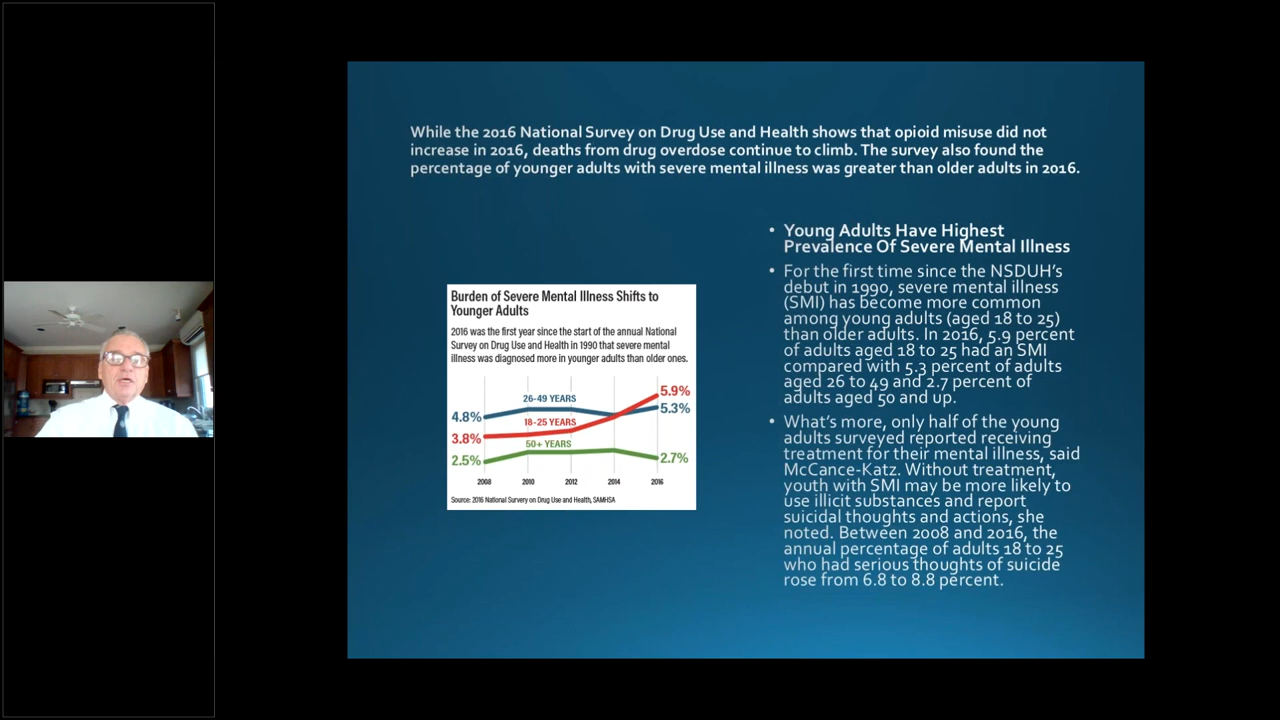 While the 2016 National Survey on Drug Use and Health shows that opioid misuse did not
increase in 2016, deaths from drug overdose continue to climb. The survey also found the
percentage of younger adults with severe mental illness was greater than older adults in 2016.
Burden of Severe Mental Illness Shifts to
Younger Adults
2016 was the first year since the start of the annual National
Survey on Drug Use and Health in 1990 that severe mental
illness was diagnosed more in younger adults than older ones.
5.9%
26-49 YEARS
5.3%
4.8%
18-25 YEARS
3.8%
50+ YEARS
2.5%
2.7%
2008 2010 2012 2014 2016
Source: 2016 National Survery on Drug Use and Health, SAMHSA
• Young Adults Have Highest
Prevalence Of Severe Mental Illness
• For the first time since the NSDUH's
debut in 1990, severe mental illness
(SMI) has become more common
among young adults (aged 18 to 25)
than older adults. In 2016, 5.9 percent
of adults aged 18 to 25 had an SMI
compared with 5.3 percent of adults
aged 26 to 49 and 2.7 percent of
adults aged 50 and up.
• What's more, only half of the young
adults surveyed reported receiving
treatment for their mental illness, said
McCance-Katz. Without treatment,
youth with SMI may be more likely to
use illicit substances and report
suicidal thoughts and actions, she
noted. Between 2008 and 2016, the
annual percentage of adults 18 to 25
who had serious thoughts of suicide
rose from 6.8 to 8.8 percent.